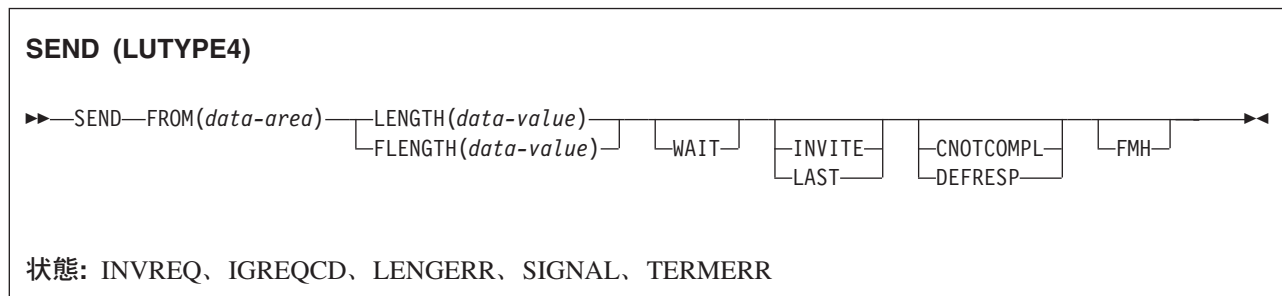 SEND (LUTYPE4)
SEND FROM(data-area) LENGTH(data-value)
FLENGTH(data-value) WAIT INVITE CNOTCOMPL FMH
LAST DEFRESP
状態: INVREQ、IGREQCD、LENGERR、SIGNAL、TERMERR